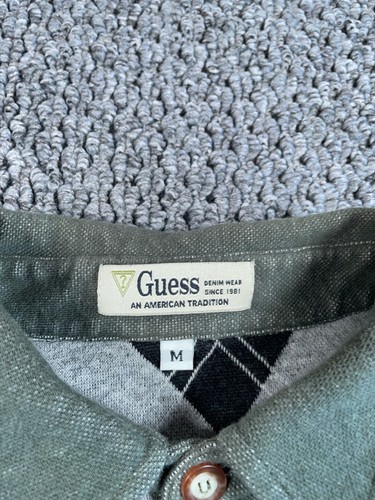 ?
Guess
DENIM WEAR
SINCE 1981
AN AMERICAN TRADITION
M